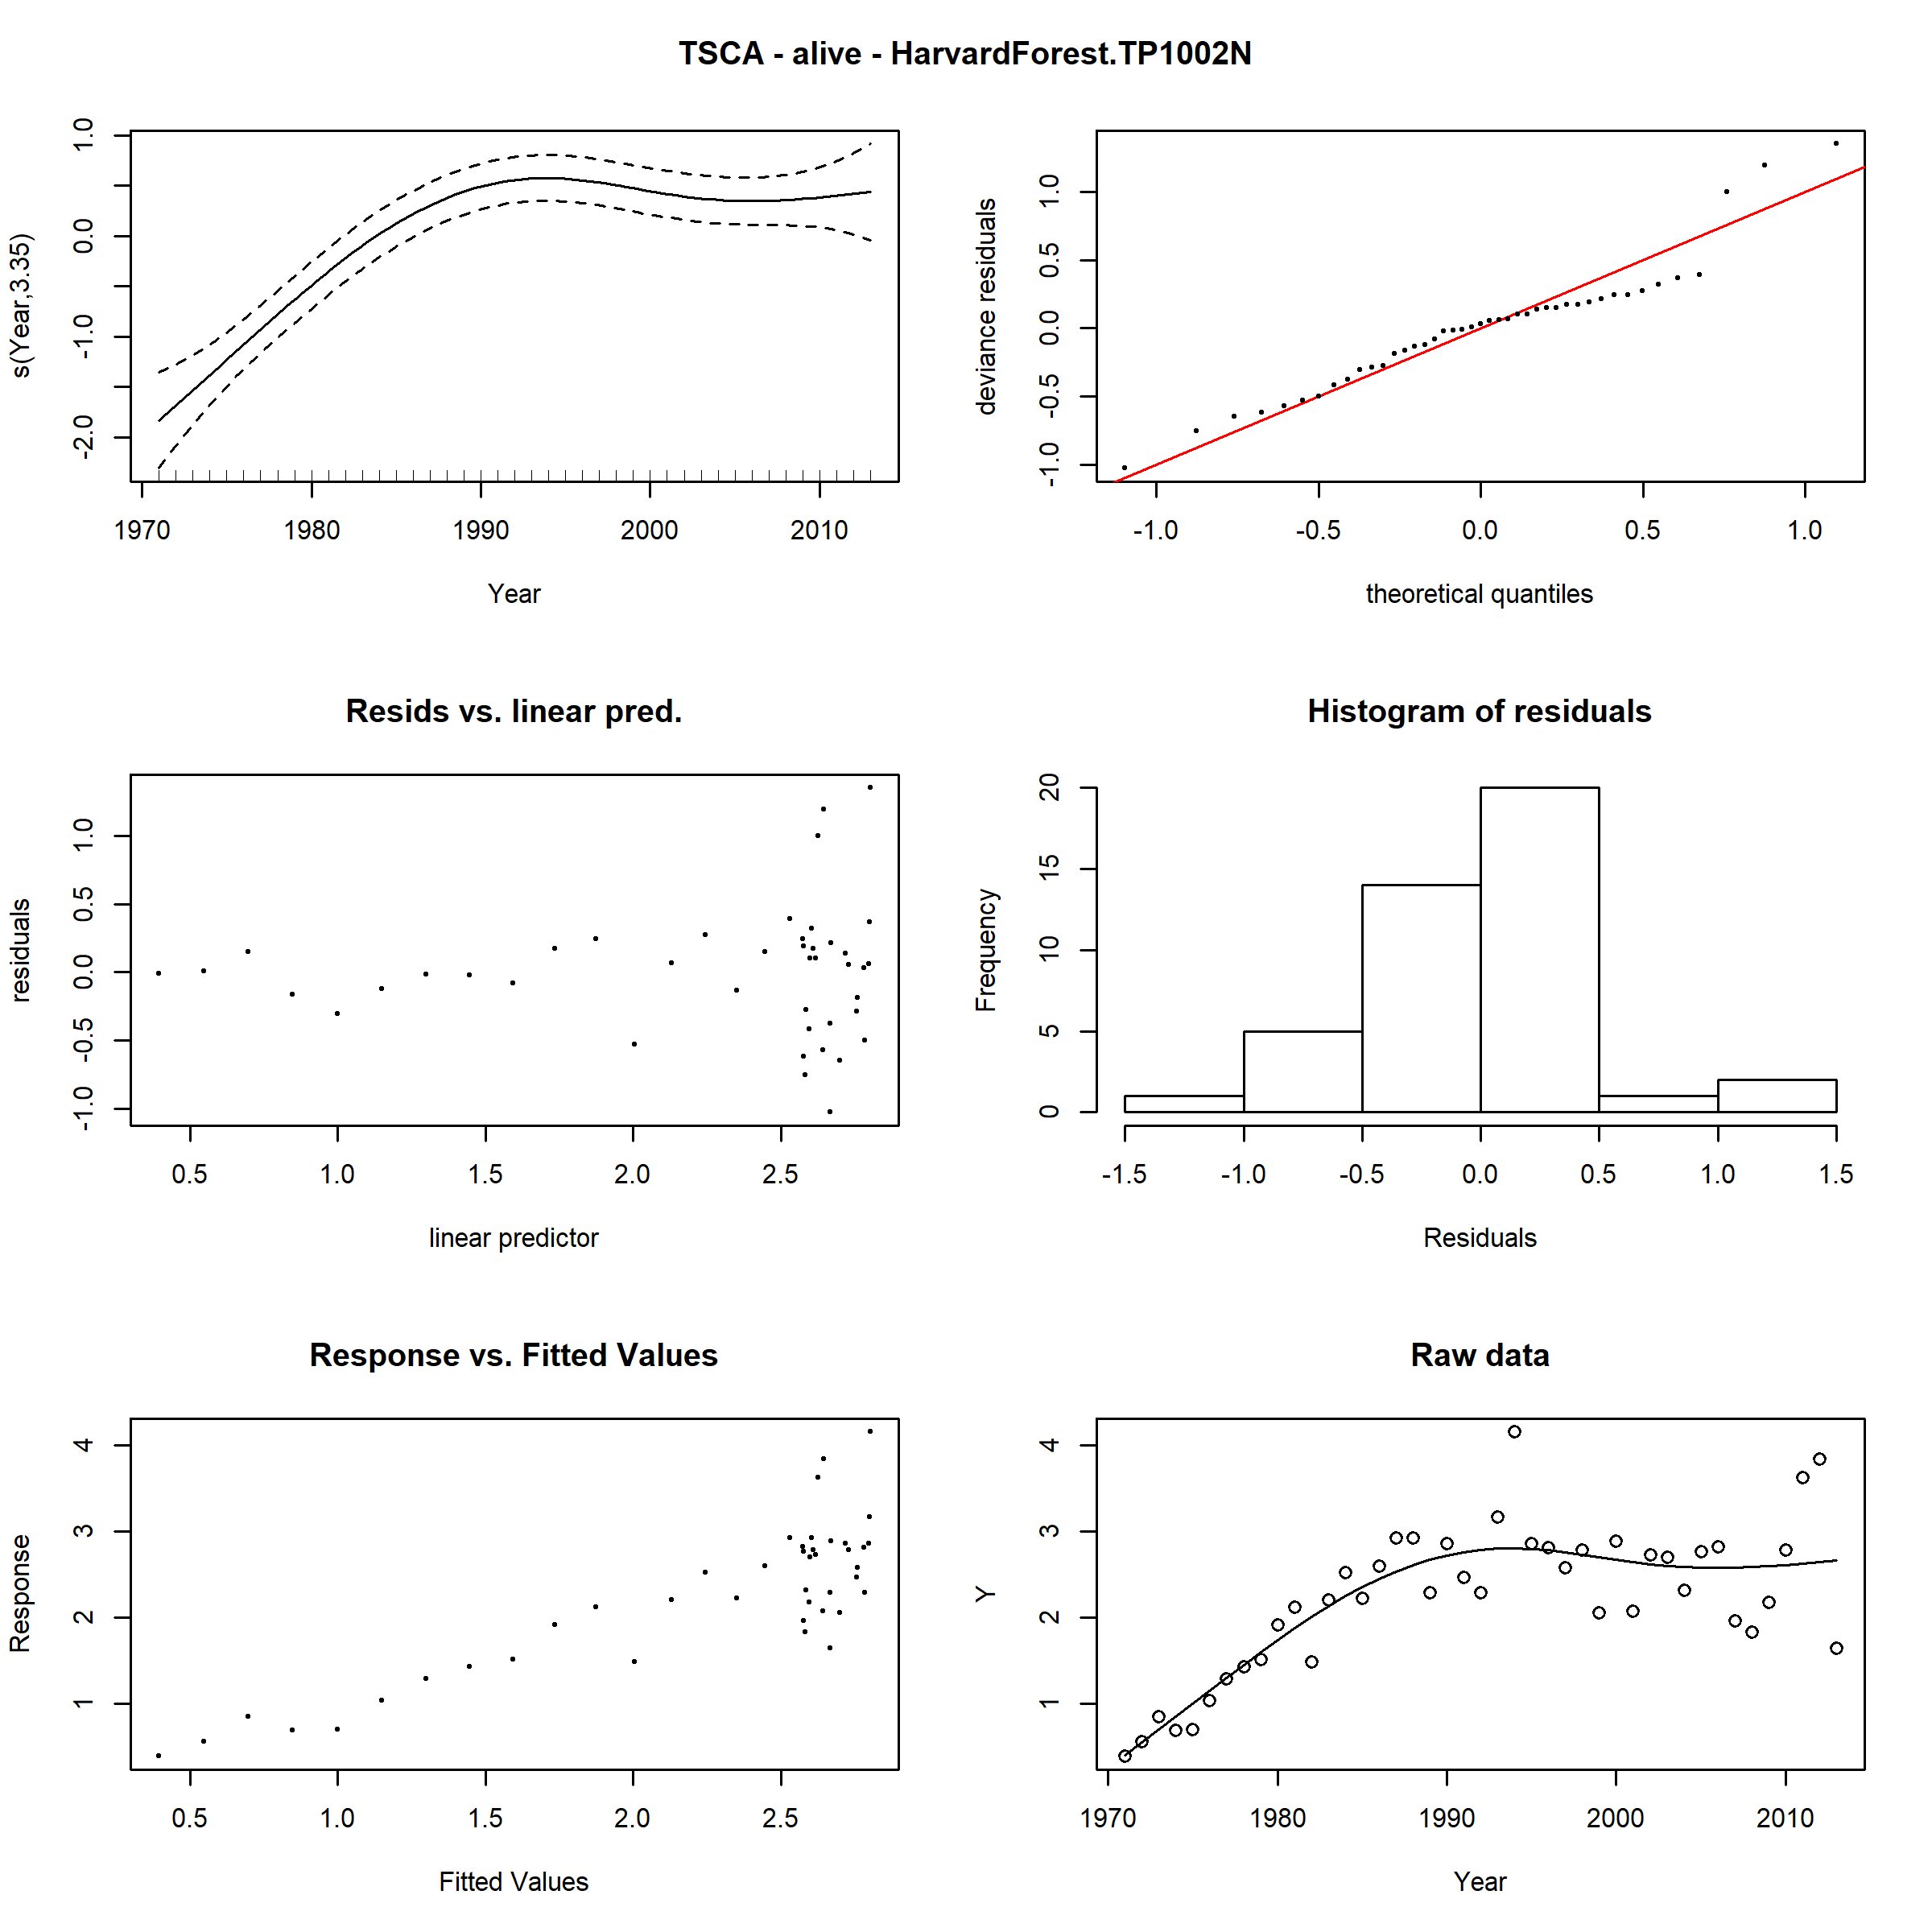 TSCA - alive - HarvardForest.TP1002N
s(Year,3.35)
1.0
0.0
-1.0
-2.0
1970 1980 1990 2000 2010
Year
deviance residuals
1.0
0.5
0.0
-0.5
-1.0
-1.0 -0.5 0.0 0.5 1.0
theoretical quantiles
Resids vs. linear pred.
residuals
1.0
0.5
0.0
-0.5
-1.0
0.5 1.0 1.5 2.0 2.5
linear predictor
Histogram of residuals
Frequency
20
15
10
5
0
-1.5 -1.0 -0.5 0.0 0.5 1.0 1.5
Residuals
Response vs. Fitted Values
Response
4
3
2
1
0.5 1.0 1.5 2.0 2.5
Fitted Values
Raw data
Y
4
3
2
1
1970 1980 1990 2000 2010
Year